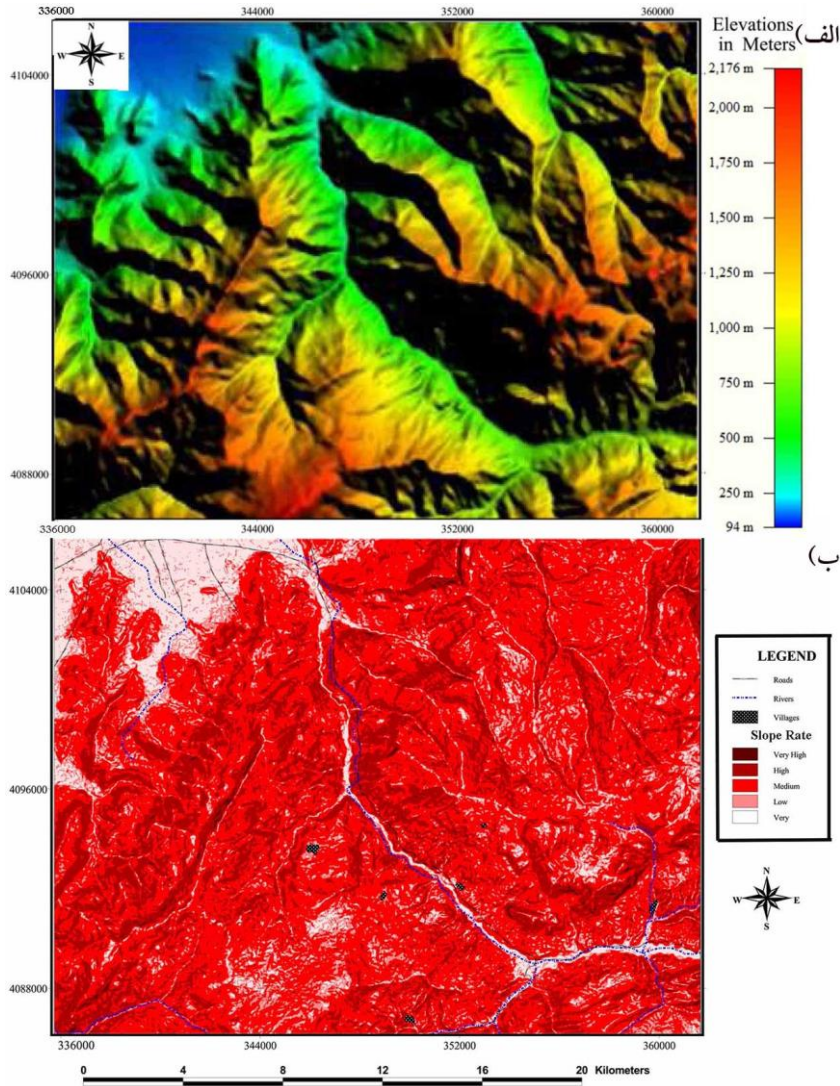 336000 344000 352000 360000
N
W E
S
4104000
4096000
4088000
336000 344000 352000 360000
الف)
Elevations
in Meters
2,176 m
2,000 m
1,750 m
1,500 m
1,250 m
1,000 m
750 m
500 m
250 m
94 m
ب)
4104000
4096000
4088000
336000 344000 352000 360000
LEGEND
Roads
Rivers
Villages
Slope Rate
Very High
High
Medium
Low
Very
N
W E
S
0 4 8 12 16 20 Kilometers